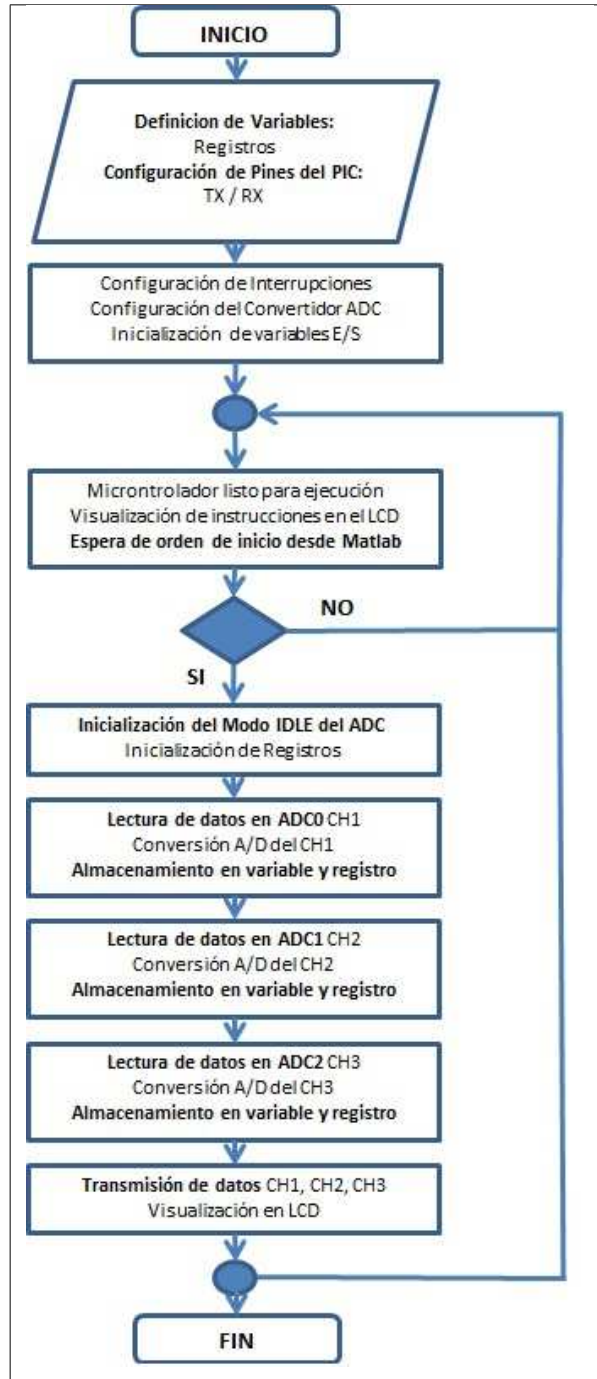 INICIO
Definicion de Variables:
Registros
Configuración de Pines del PIC:
TX / RX
Configuración de Interrupciones
Configuración del Convertidor ADC
Inicialización de variables E/S
Microntrolador listo para ejecución
Visualización de instrucciones en el LCD
Espera de orden de inicio desde Matlab
NO
SI
Inicialización del Modo IDLE del ADC
Inicialización de Registros
Lectura de datos en ADC0 CH1
Conversión A/D del CH1
Almacenamiento en variable y registro
Lectura de datos en ADC1 CH2
Conversión A/D del CH2
Almacenamiento en variable y registro
Lectura de datos en ADC2 CH3
Conversión A/D del CH3
Almacenamiento en variable y registro
Transmisión de datos CH1, CH2, CH3
Visualización en LCD
FIN